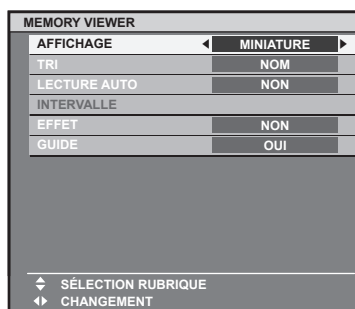 MEMORY VIEWER
AFFICHAGE MINIATURE
TRI NOM
LECTURE AUTO NON
INTERVALLE
EFFET NON
GUIDE OUI
SÉLECTION RUBRIQUE
CHANGEMENT